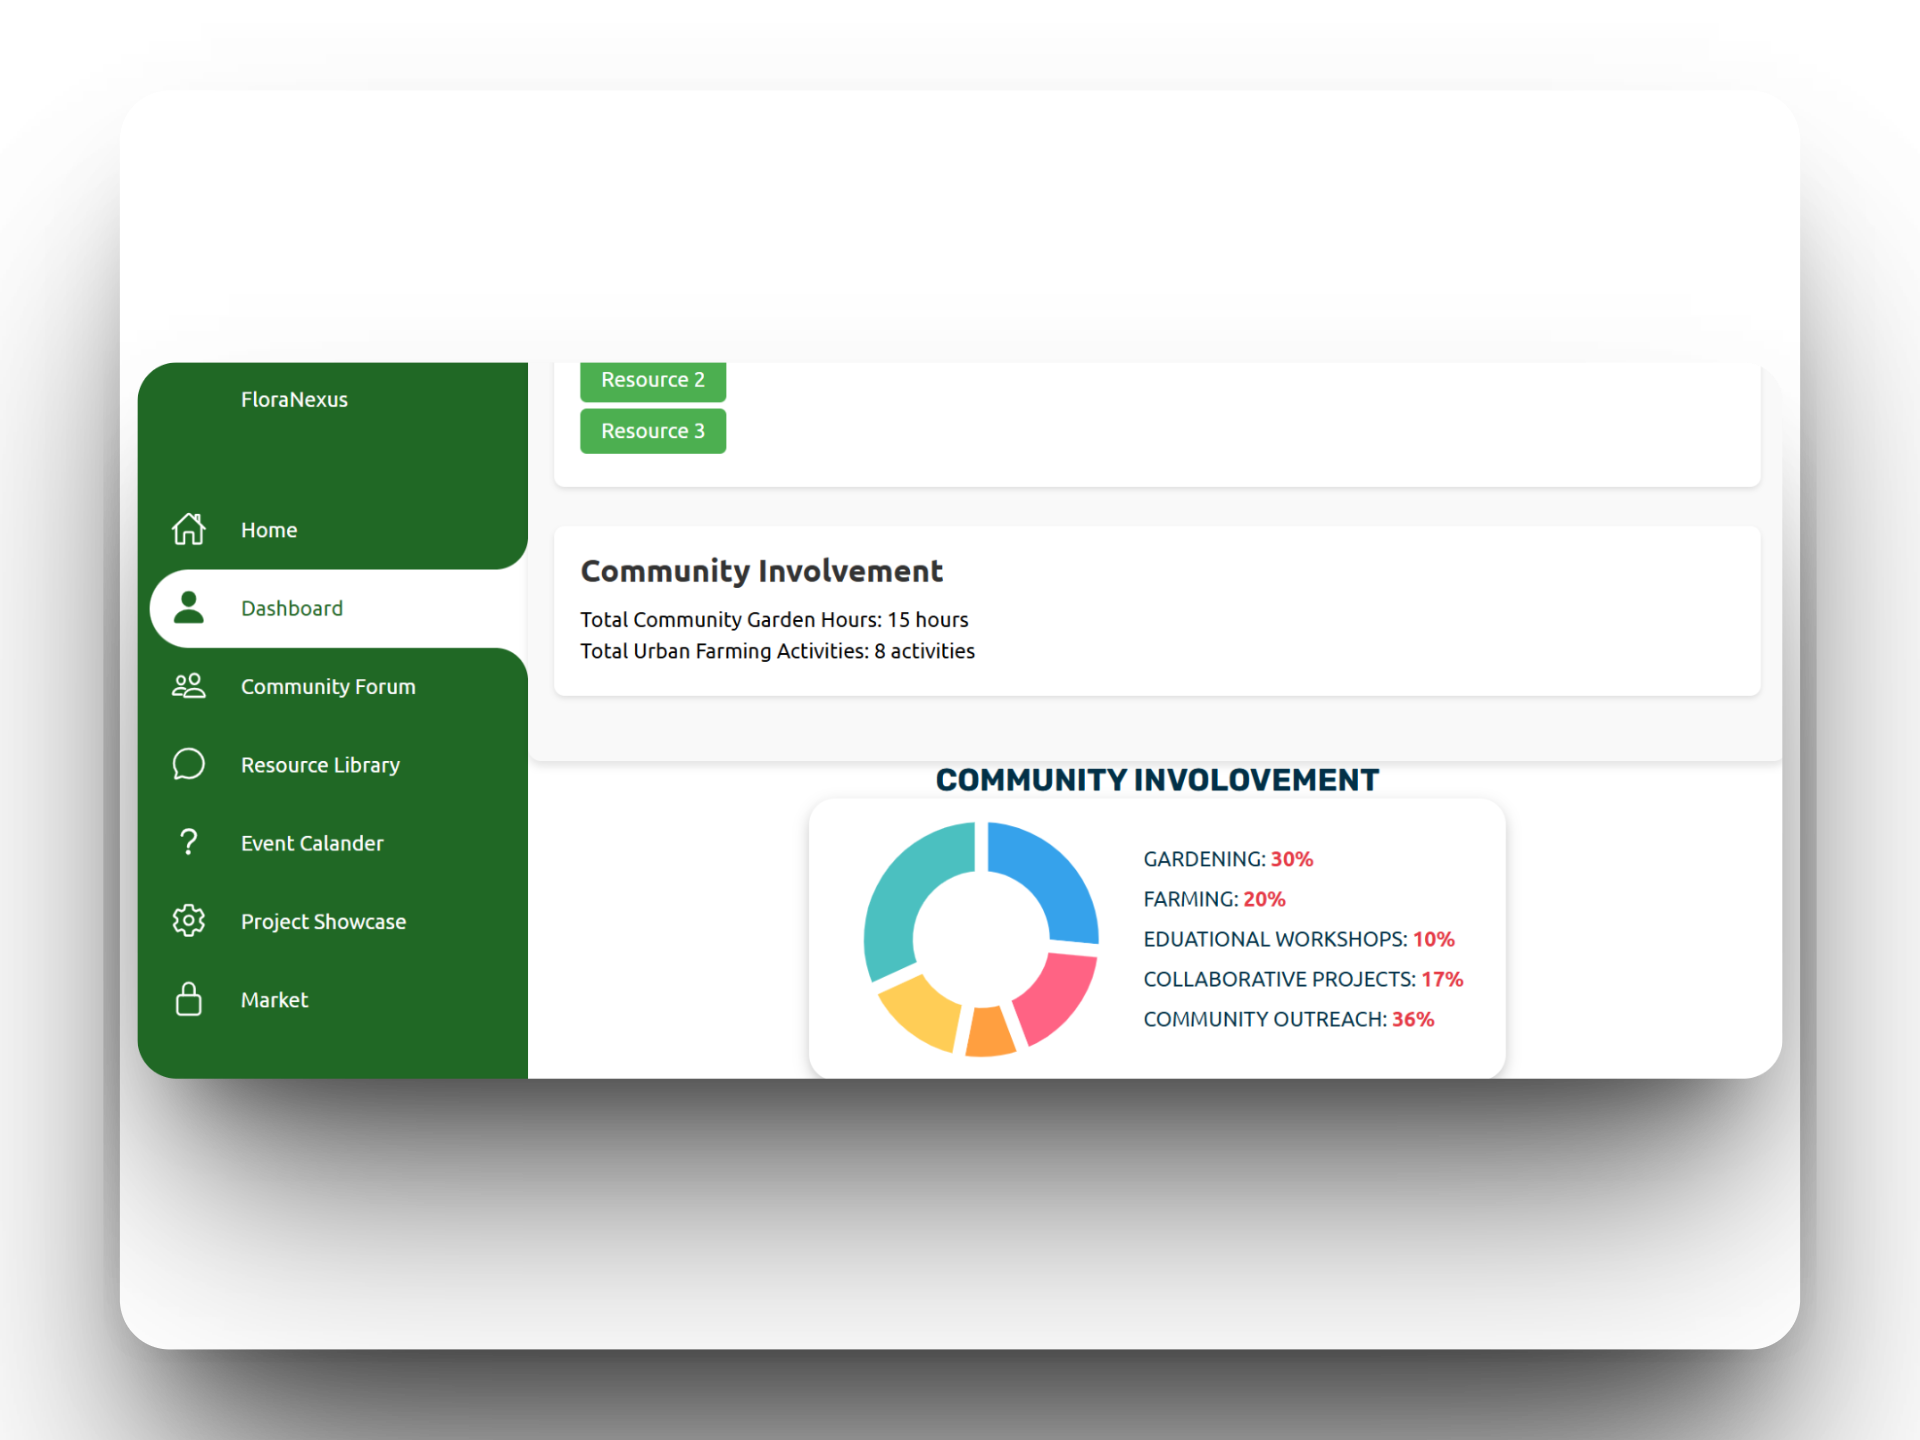 FloraNexus
Home
Dashboard
Community Forum
Resource Library
?
Event Calander
Project Showcase
Market
Resource 2
Resource 3
Community Involvement
Total Community Garden Hours: 15 hours
Total Urban Farming Activities: 8 activities
COMMUNITY INVOLOVEMENT
GARDENING: 30%
FARMING: 20%
EDUATIONAL WORKSHOPS: 10%
COLLABORATIVE PROJECTS: 17%
COMMUNITY OUTREACH: 36%